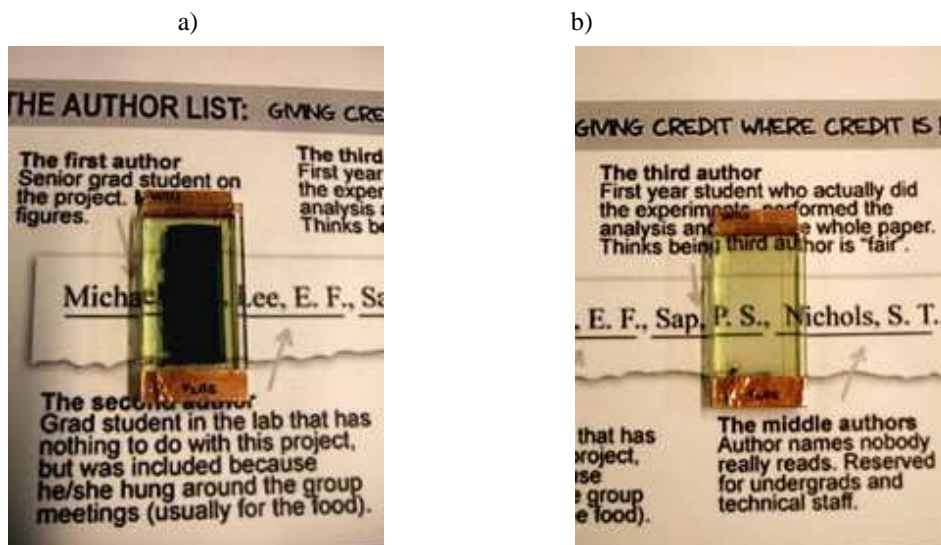 a)
b)
THE AUTHOR LIST: GIVING CRE
The first author
Senior grad student on
the project.
figures.
The third
First year
the exper
analysis
Thinks be
Micha Lee, E. F., Sa
The second author
Grad student in the lab that has
nothing to do with this project,
but was included because
he/she hung around the group
meetings (usually for the food).
GIVING CREDIT WHERE CREDIT IS
The third author
First year student who actually did
the experiments, performed the
analysis and e whole paper.
Thinks being third author is "fair".
, E. F., Sap, P. S., Nichols, S. T.
that has
project,
use
e group
e food).
The middle authors
Author names nobody
really reads. Reserved
for undergrads and
technical staff.